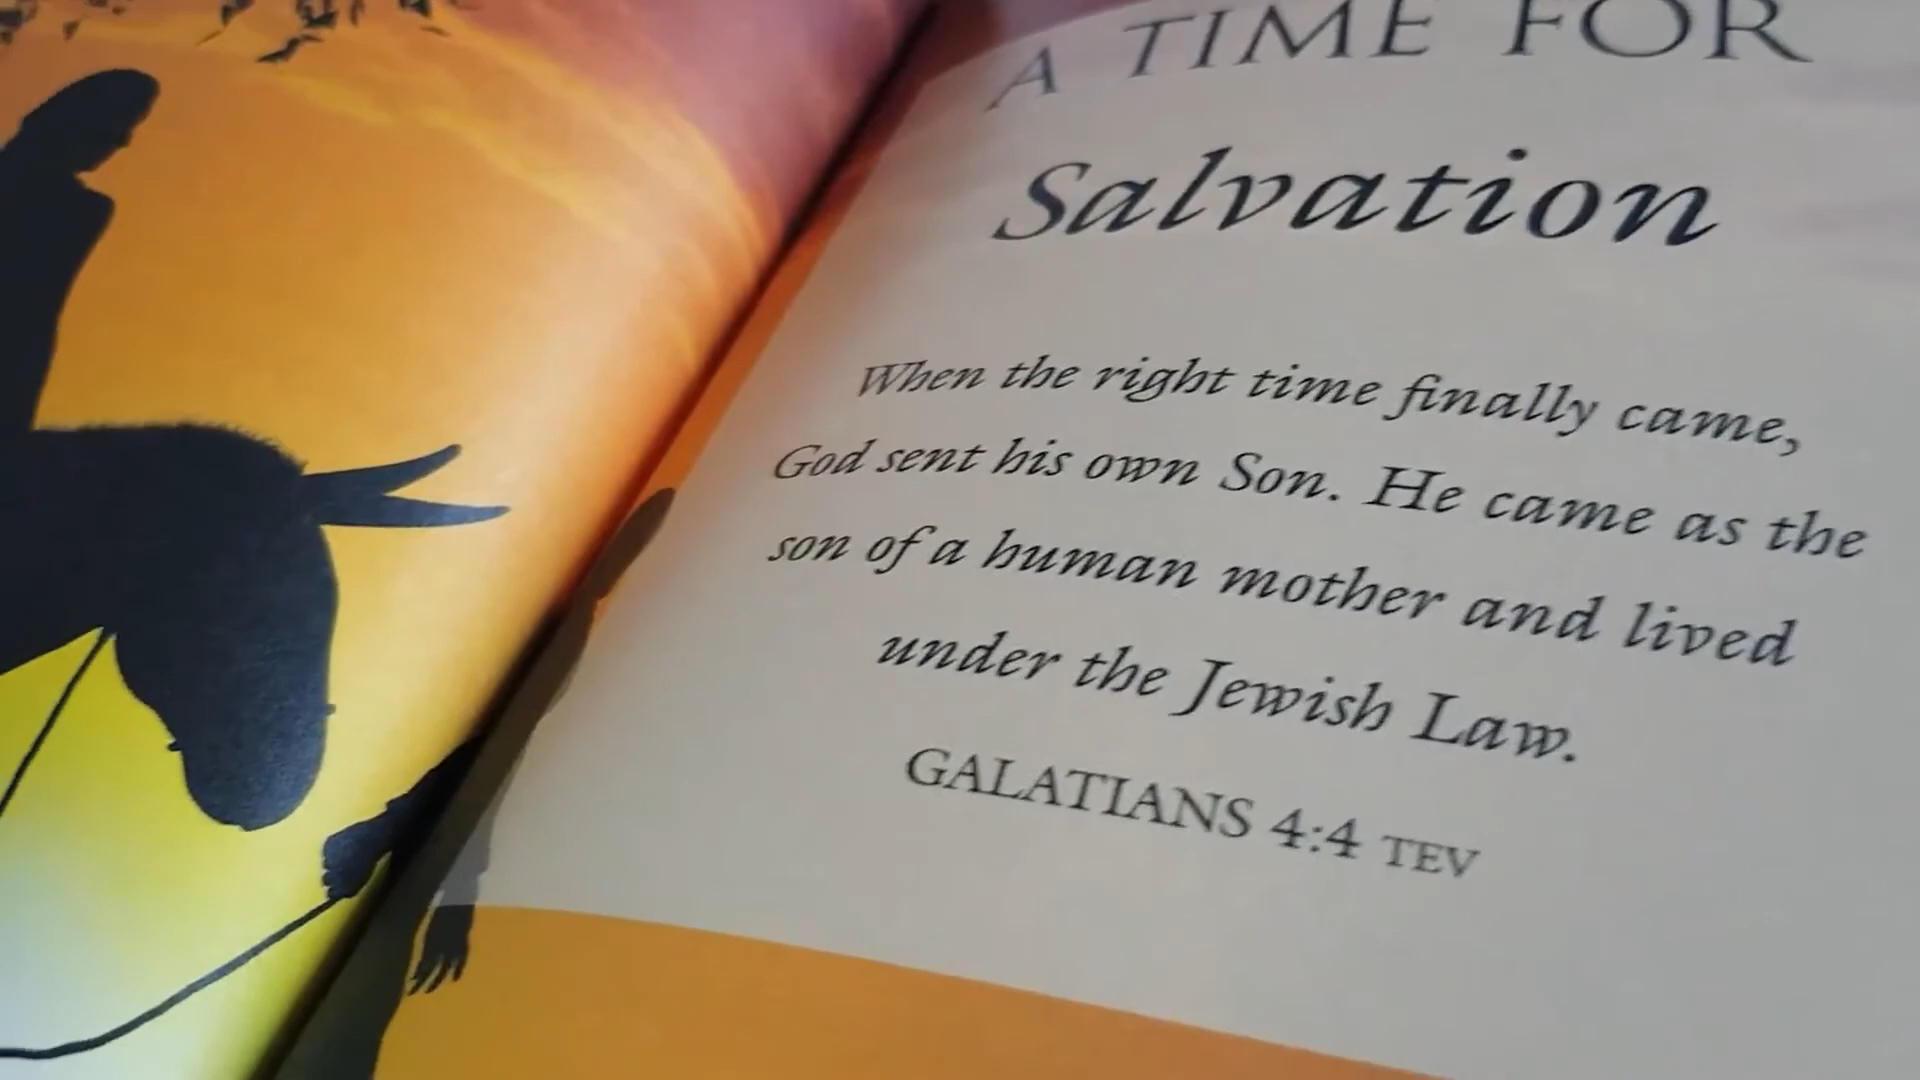 A TIME FOR
Salvation
When the right time finally came,
God sent his own Son. He came as the
son of a human mother and lived
under the Jewish Law.
GALATIANS 4:4 TEV